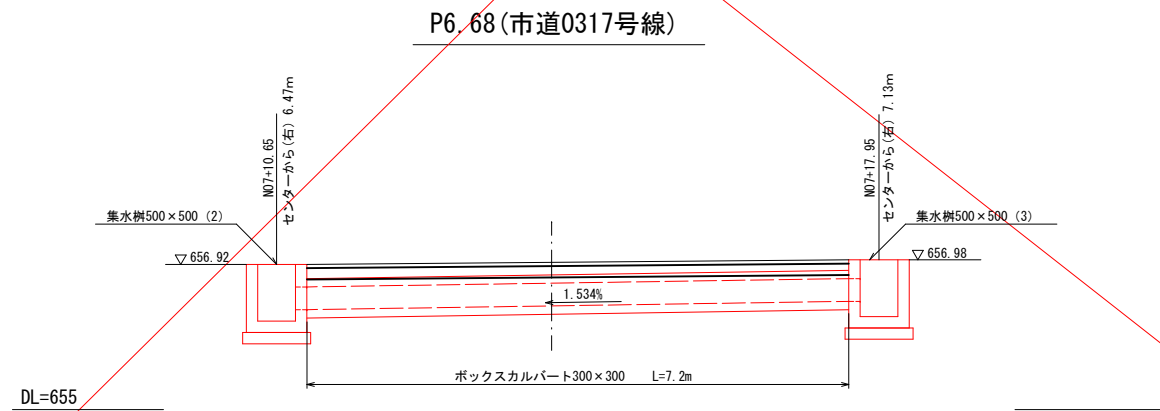 P6.68(市道0317号線)
NO7+10.65
センターから(右) 6.47m
NO7+17.95
センターから(右) 7.13m
集水桝500×500 (2)
集水桝500×500 (3)
▽656.92
▽656.98
1.534%
ボックスカルバート300×300 L=7.2m
DL=655